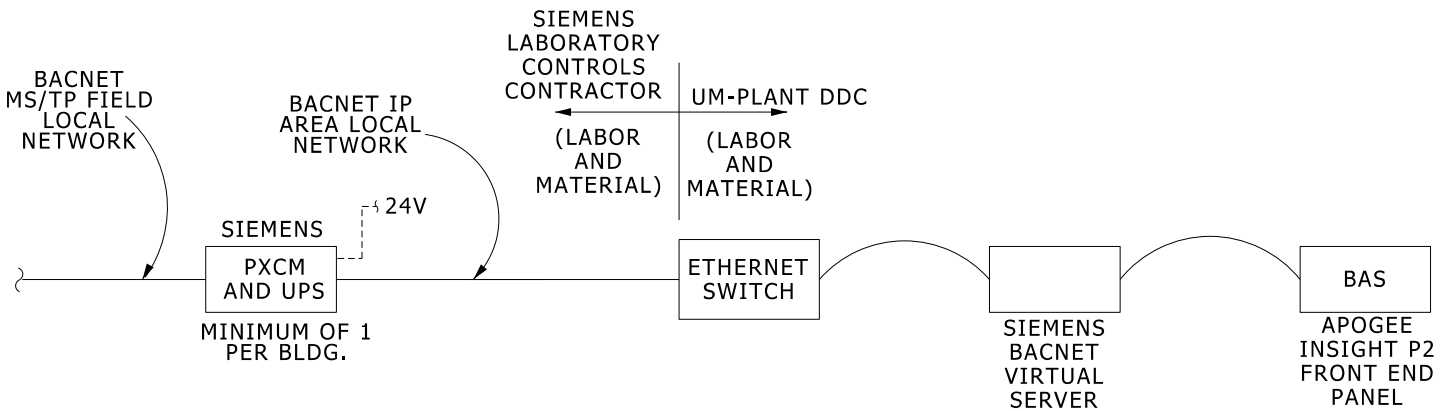 SIEMENS
LABORATORY
CONTROLS
CONTRACTOR
UM-PLANT DDC
(LABOR
AND
MATERIAL)
(LABOR
AND
MATERIAL)
BACNET
MS/TP FIELD
LOCAL
NETWORK
BACNET IP
AREA LOCAL
NETWORK
24V
SIEMENS
PXCM
AND UPS
MINIMUM OF 1
PER BLDG.
ETHERNET
SWITCH
SIEMENS
BACNET
VIRTUAL
SERVER
BAS
APOGEE
INSIGHT P2
FRONT END
PANEL